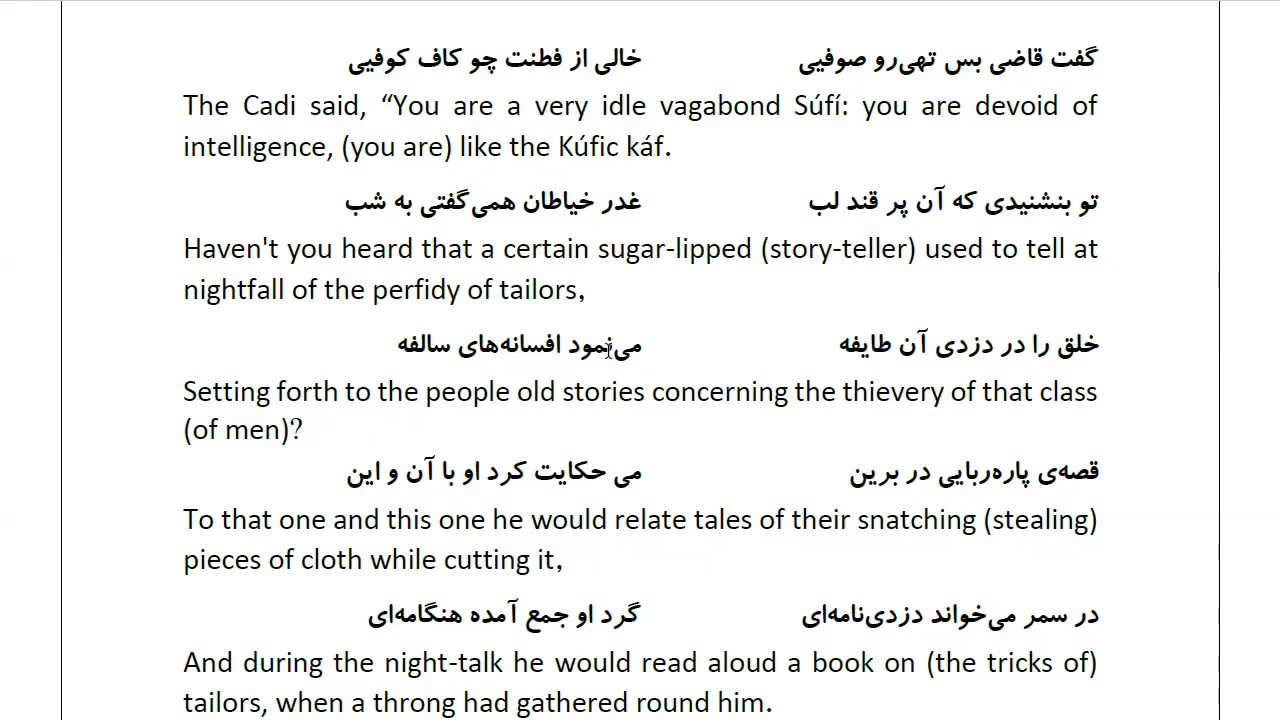 گفت قاضی بس تهی‌رو صوفیی خالی از فطنت چو کاف کوفیی
The Cadi said, “You are a very idle vagabond Súfí: you are devoid of
intelligence, (you are) like the Kúfic káf.
تو بنشنیدی که آن پر قند لب غدر خیاطان همی‌گفتی به شب
Haven't you heard that a certain sugar-lipped (story-teller) used to tell at
nightfall of the perfidy of tailors,
خلق را در دزدی آن طایفه می‌نمود افسانه‌های سالفه
Setting forth to the people old stories concerning the thievery of that class
(of men)?
قصه‌ی پاره‌ربایی در برین می حکایت کرد او با آن و این
To that one and this one he would relate tales of their snatching (stealing)
pieces of cloth while cutting it,
در سمر می‌خواند دزدی‌نامه‌ای گرد او جمع آمده هنگامه‌ای
And during the night-talk he would read aloud a book on (the tricks of)
tailors, when a throng had gathered round him.